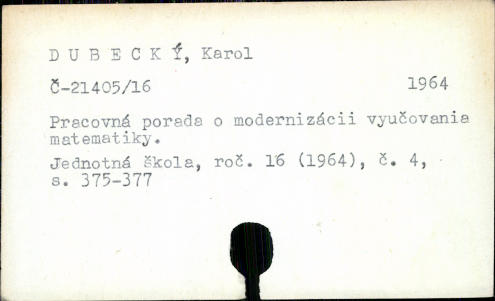 D U B E C K Ý, Karol
Č-21405/16 1964
Pracovná porada o modernizácii vyučovania
matematiky.
Jednotná škola, roč. 16 (1964), č. 4,
s. 375-377